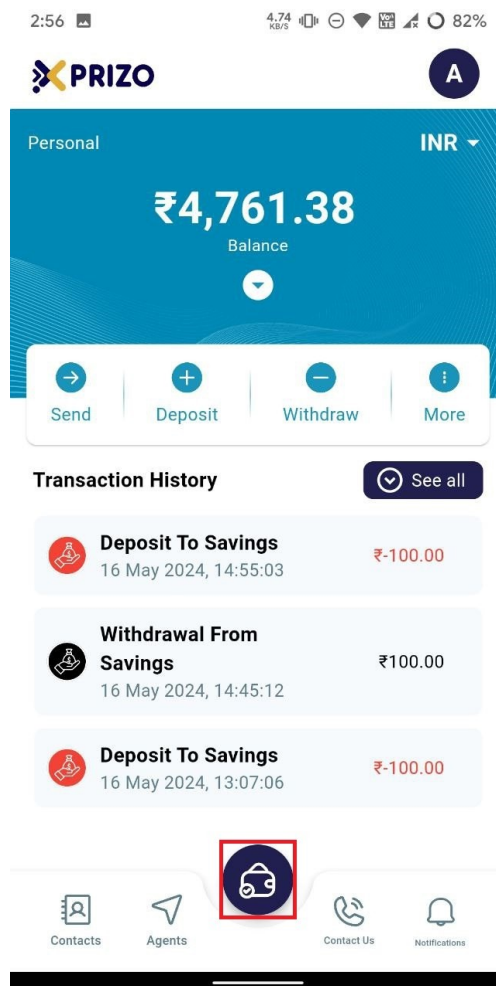 2:56 4.74 KB/S Vo LTE 82%
PRIZO A
Personal INR
₹4,761.38
Balance
Send Deposit Withdraw More
Transaction History See all
Deposit To Savings
16 May 2024, 14:55:03
₹-100.00
Withdrawal From
Savings
16 May 2024, 14:45:12
₹100.00
Deposit To Savings
16 May 2024, 13:07:06
₹-100.00
Contacts Agents Contact Us Notifications